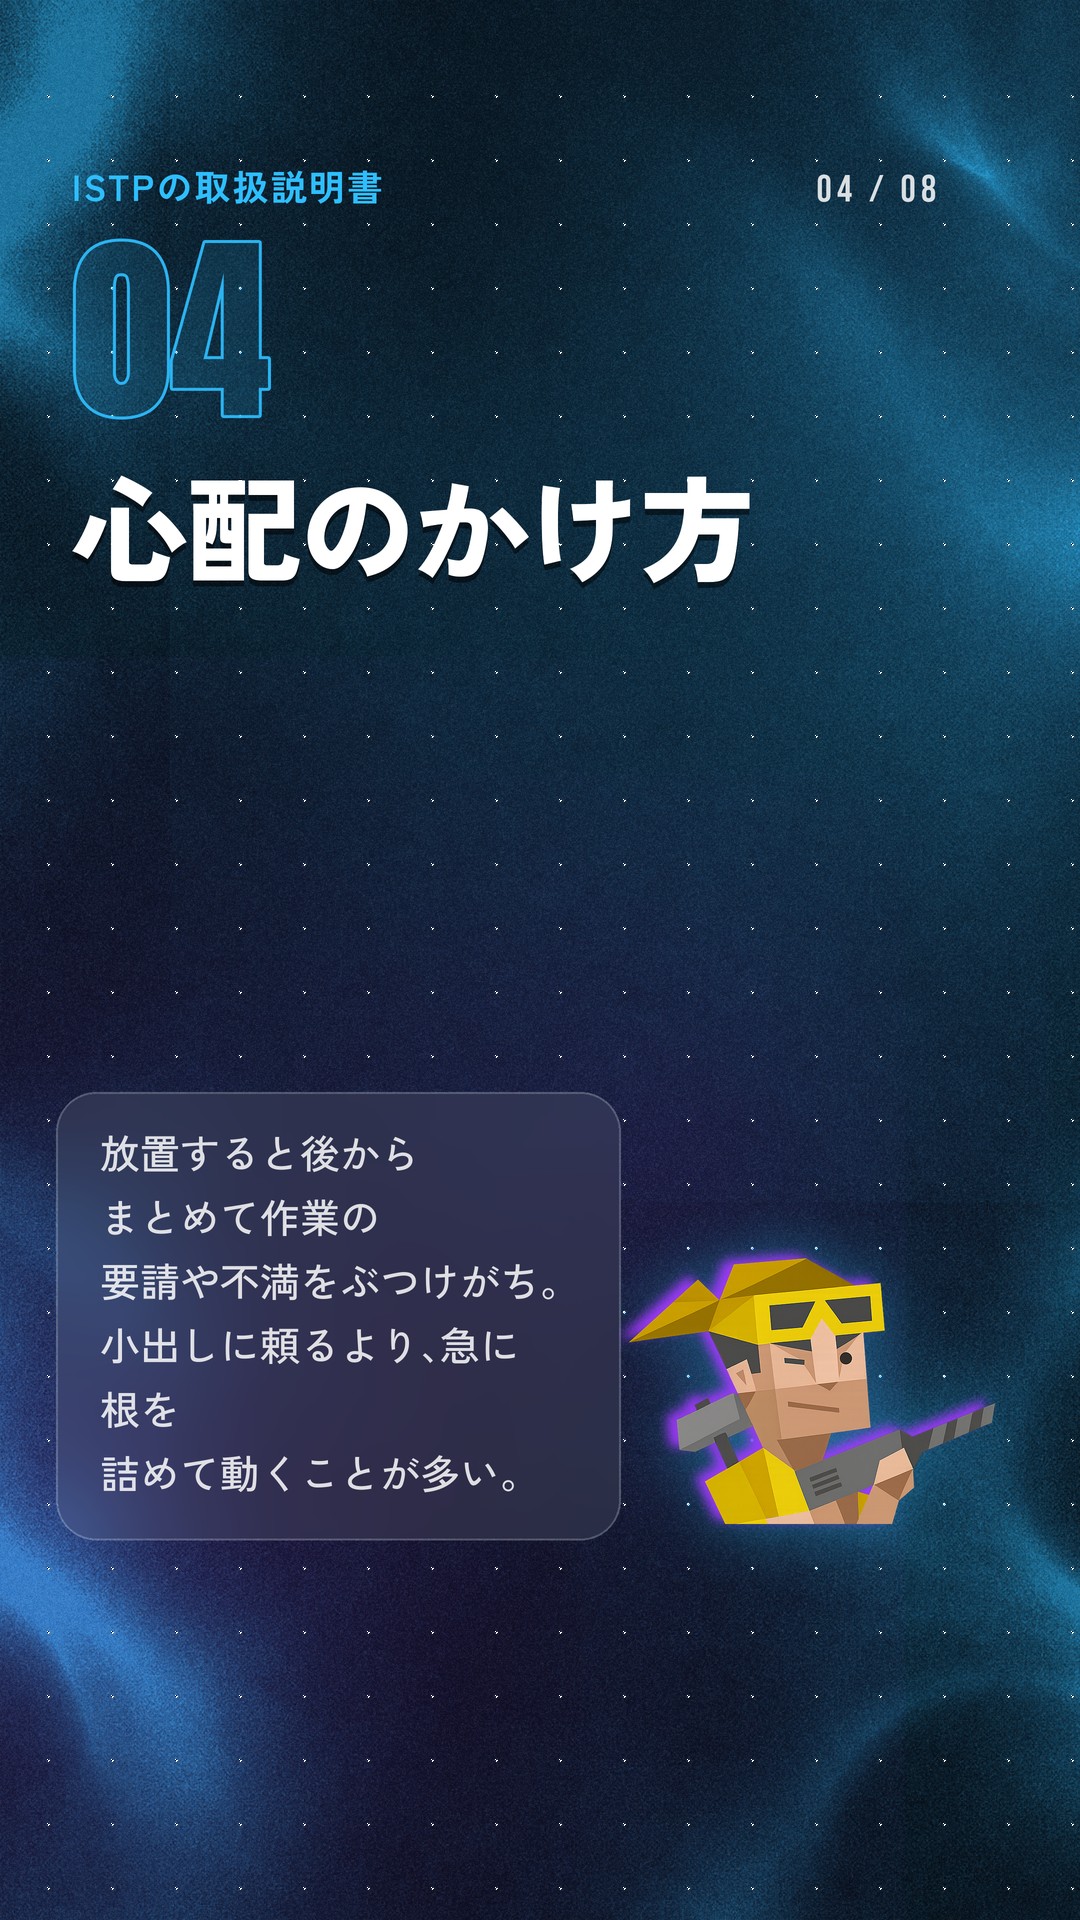 ISTPの取扱説明書
04 / 08
04
心配のかけ方
放置すると後から
まとめて作業の
要請や不満をぶつけがち。
小出しに頼るより、急に
根を
詰めて動くことが多い。